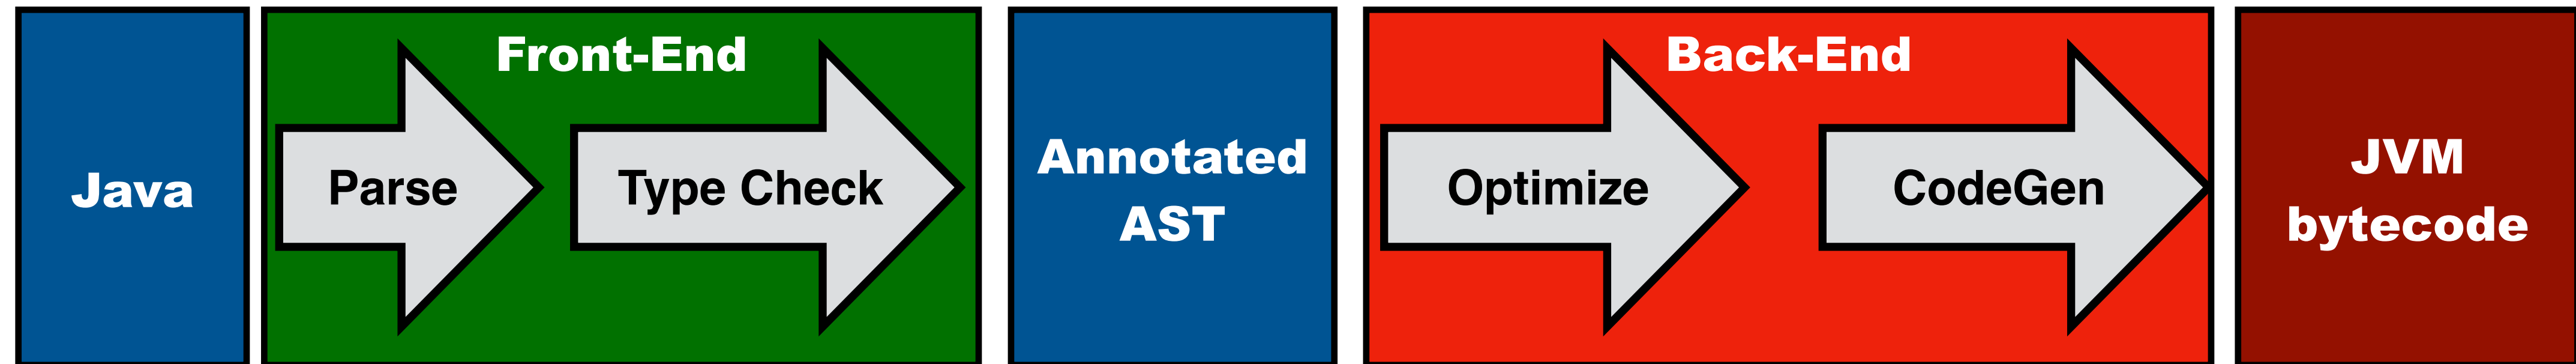 Java
Front-End
Parse
Type Check
Annotated
AST
Back-End
Optimize
CodeGen
JVM
bytecode